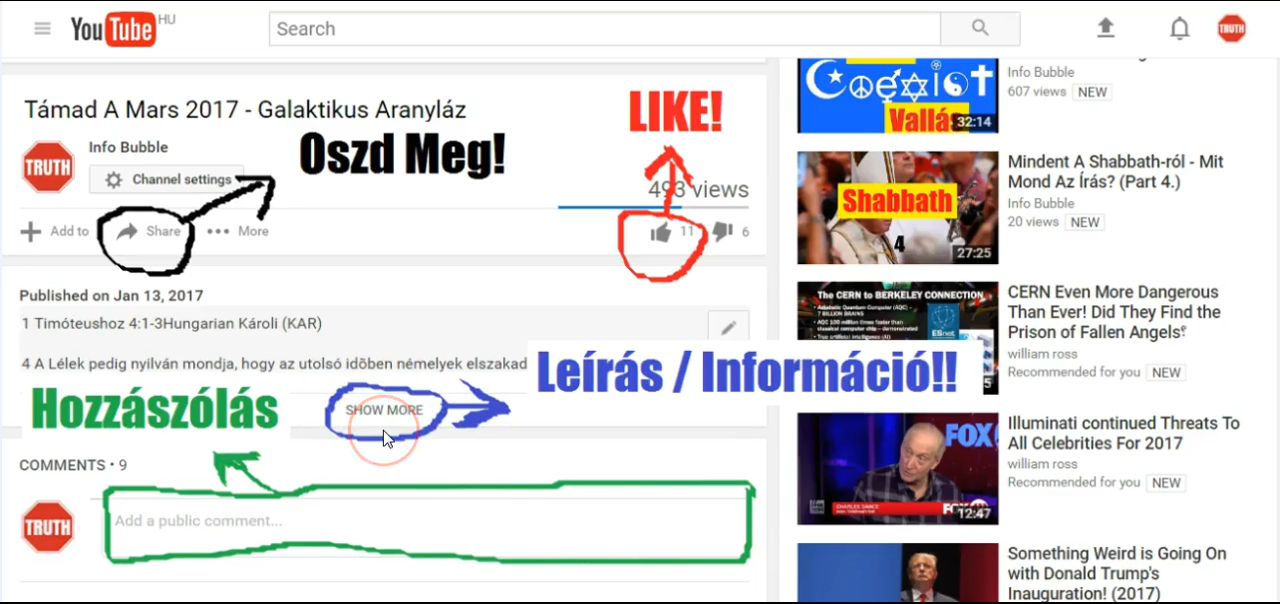 YouTube HU
Search
TRUTH
Támad A Mars 2017 - Galaktikus Aranyláz
TRUTH
Info Bubble
Channel settings
Oszd Meg!
LIKE!
493 views
Add to
Share
More
11
6
Published on Jan 13, 2017
1 Timóteushoz 4:1-3Hungarian Károli (KAR)
4 A Lélek pedig nyilván mondja, hogy az utolsó időben némelyek elszakad
Leírás / Információ!!
Hozzászólás
SHOW MORE
COMMENTS • 9
TRUTH
Add a public comment...
Coexist
Vallás
32:14
Info Bubble
607 views NEW
Shabbath
4
27:25
Mindent A Shabbath-ról - Mit
Mond Az Írás? (Part 4.)
Info Bubble
20 views NEW
The CERN to BERKELEY CONNECTION
ESnet
CERN Even More Dangerous
Than Ever! Did They Find the
Prison of Fallen Angels
william ross
Recommended for you NEW
FOX
CHARLES DANCE
12:47
Illuminati continued Threats To
All Celebrities For 2017
william ross
Recommended for you NEW
Something Weird is Going On
with Donald Trump's
Inauguration! (2017)